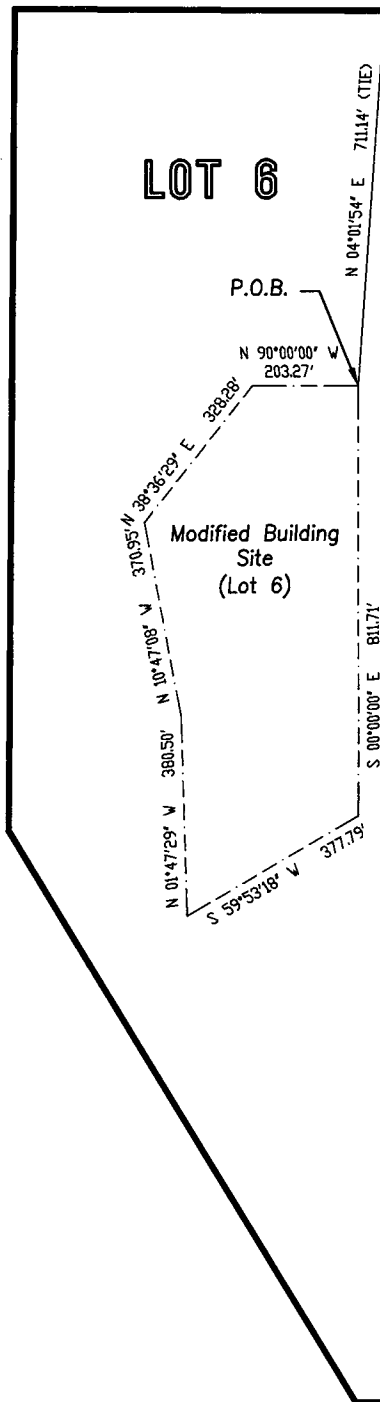 N 04°01'54" E 711.14' (TIE)
LOT 6
P.O.B.
N 90°00'00" W
203.27'
N 38°36'29" E 328.28'
Modified Building
Site
(Lot 6)
N 10°47'08" W 370.95'
S 00°00'00" E 811.71'
N 01°47'29" W 380.50'
S 59°53'18" W 377.79'